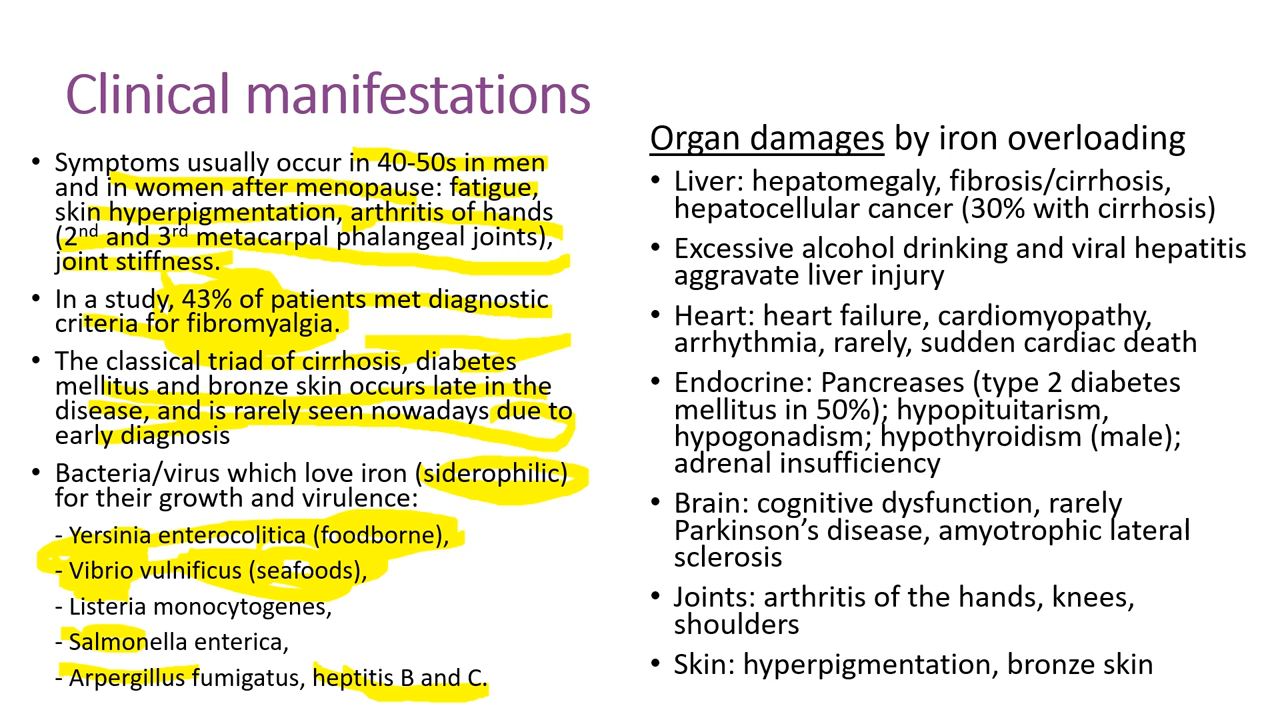 Clinical manifestations
• Symptoms usually occur in 40-50s in men
and in women after menopause: fatigue,
skin hyperpigmentation, arthritis of hands
(2nd and 3rd metacarpal phalangeal joints),
joint stiffness.
• In a study, 43% of patients met diagnostic
criteria for fibromyalgia.
• The classical triad of cirrhosis, diabetes
mellitus and bronze skin occurs late in the
disease, and is rarely seen nowadays due to
early diagnosis
• Bacteria/virus which love iron (siderophilic)
for their growth and virulence:
- Yersinia enterocolitica (foodborne),
- Vibrio vulnificus (seafoods),
- Listeria monocytogenes,
- Salmonella enterica,
- Arpergillus fumigatus, heptitis B and C.
Organ damages by iron overloading
• Liver: hepatomegaly, fibrosis/cirrhosis,
hepatocellular cancer (30% with cirrhosis)
• Excessive alcohol drinking and viral hepatitis
aggravate liver injury
• Heart: heart failure, cardiomyopathy,
arrhythmia, rarely, sudden cardiac death
• Endocrine: Pancreases (type 2 diabetes
mellitus in 50%); hypopituitarism,
hypogonadism; hypothyroidism (male);
adrenal insufficiency
• Brain: cognitive dysfunction, rarely
Parkinson’s disease, amyotrophic lateral
sclerosis
• Joints: arthritis of the hands, knees,
shoulders
• Skin: hyperpigmentation, bronze skin